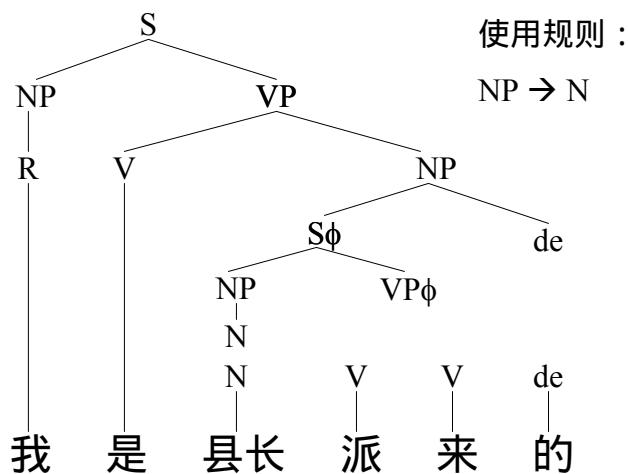 S
使用规则：
NP VP
NP → N
R V NP
Sϕ de
NP VPϕ
N
N V V de
我 是 县长 派 来 的